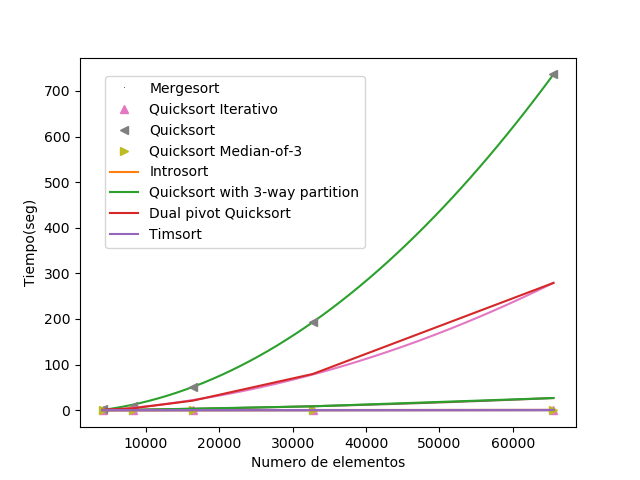 Mergesort
Quicksort Iterativo
Quicksort
Quicksort Median-of-3
Introsort
Quicksort with 3-way partition
Dual pivot Quicksort
Timsort
Tiempo(seg)
700
600
500
400
300
200
100
0
10000 20000 30000 40000 50000 60000
Numero de elementos